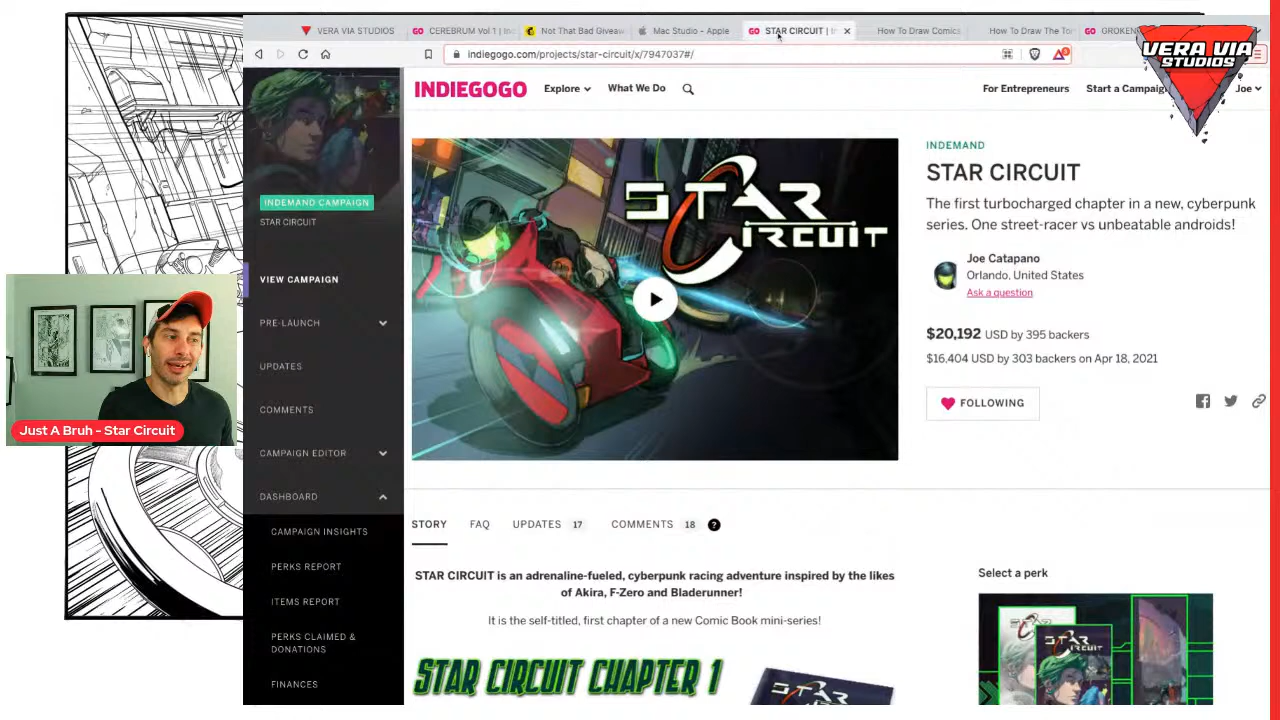 VERA VIA STUDIOS
CEREBRUM Vol 1 | In
Not That Bad Giveaw
Mac Studio - Apple
GO STAR CIRCUIT |
How To Draw Comics
How To Draw The
GO GROKEN
indiegogo.com/projects/star-circuit/x/7947037#/
VERA VIA
STUDIOS
INDIEGOGO
Explore
What We Do
For Entrepreneurs
Start a Campaign
Joe
STAR
CIRCUIT
INDEMAND CAMPAIGN
STAR CIRCUIT
VIEW CAMPAIGN
PRE-LAUNCH
UPDATES
COMMENTS
CAMPAIGN EDITOR
DASHBOARD
CAMPAIGN INSIGHTS
PERKS REPORT
ITEMS REPORT
PERKS CLAIMED &
DONATIONS
FINANCES
INDEMAND
STAR CIRCUIT
The first turbocharged chapter in a new, cyberpunk
series. One street-racer vs unbeatable androids!
Joe Catapano
Orlando, United States
Ask a question
$20,192 USD by 395 backers
$16,404 USD by 303 backers on Apr 18, 2021
FOLLOWING
Just A Bruh - Star Circuit
STORY
FAQ
UPDATES 17
COMMENTS 18 ?
STAR CIRCUIT is an adrenaline-fueled, cyberpunk racing adventure inspired by the likes
of Akira, F-Zero and Bladerunner!
It is the self-titled, first chapter of a new Comic Book mini-series!
STAR CIRCUIT CHAPTER 1
STAR
Select a perk
STAR